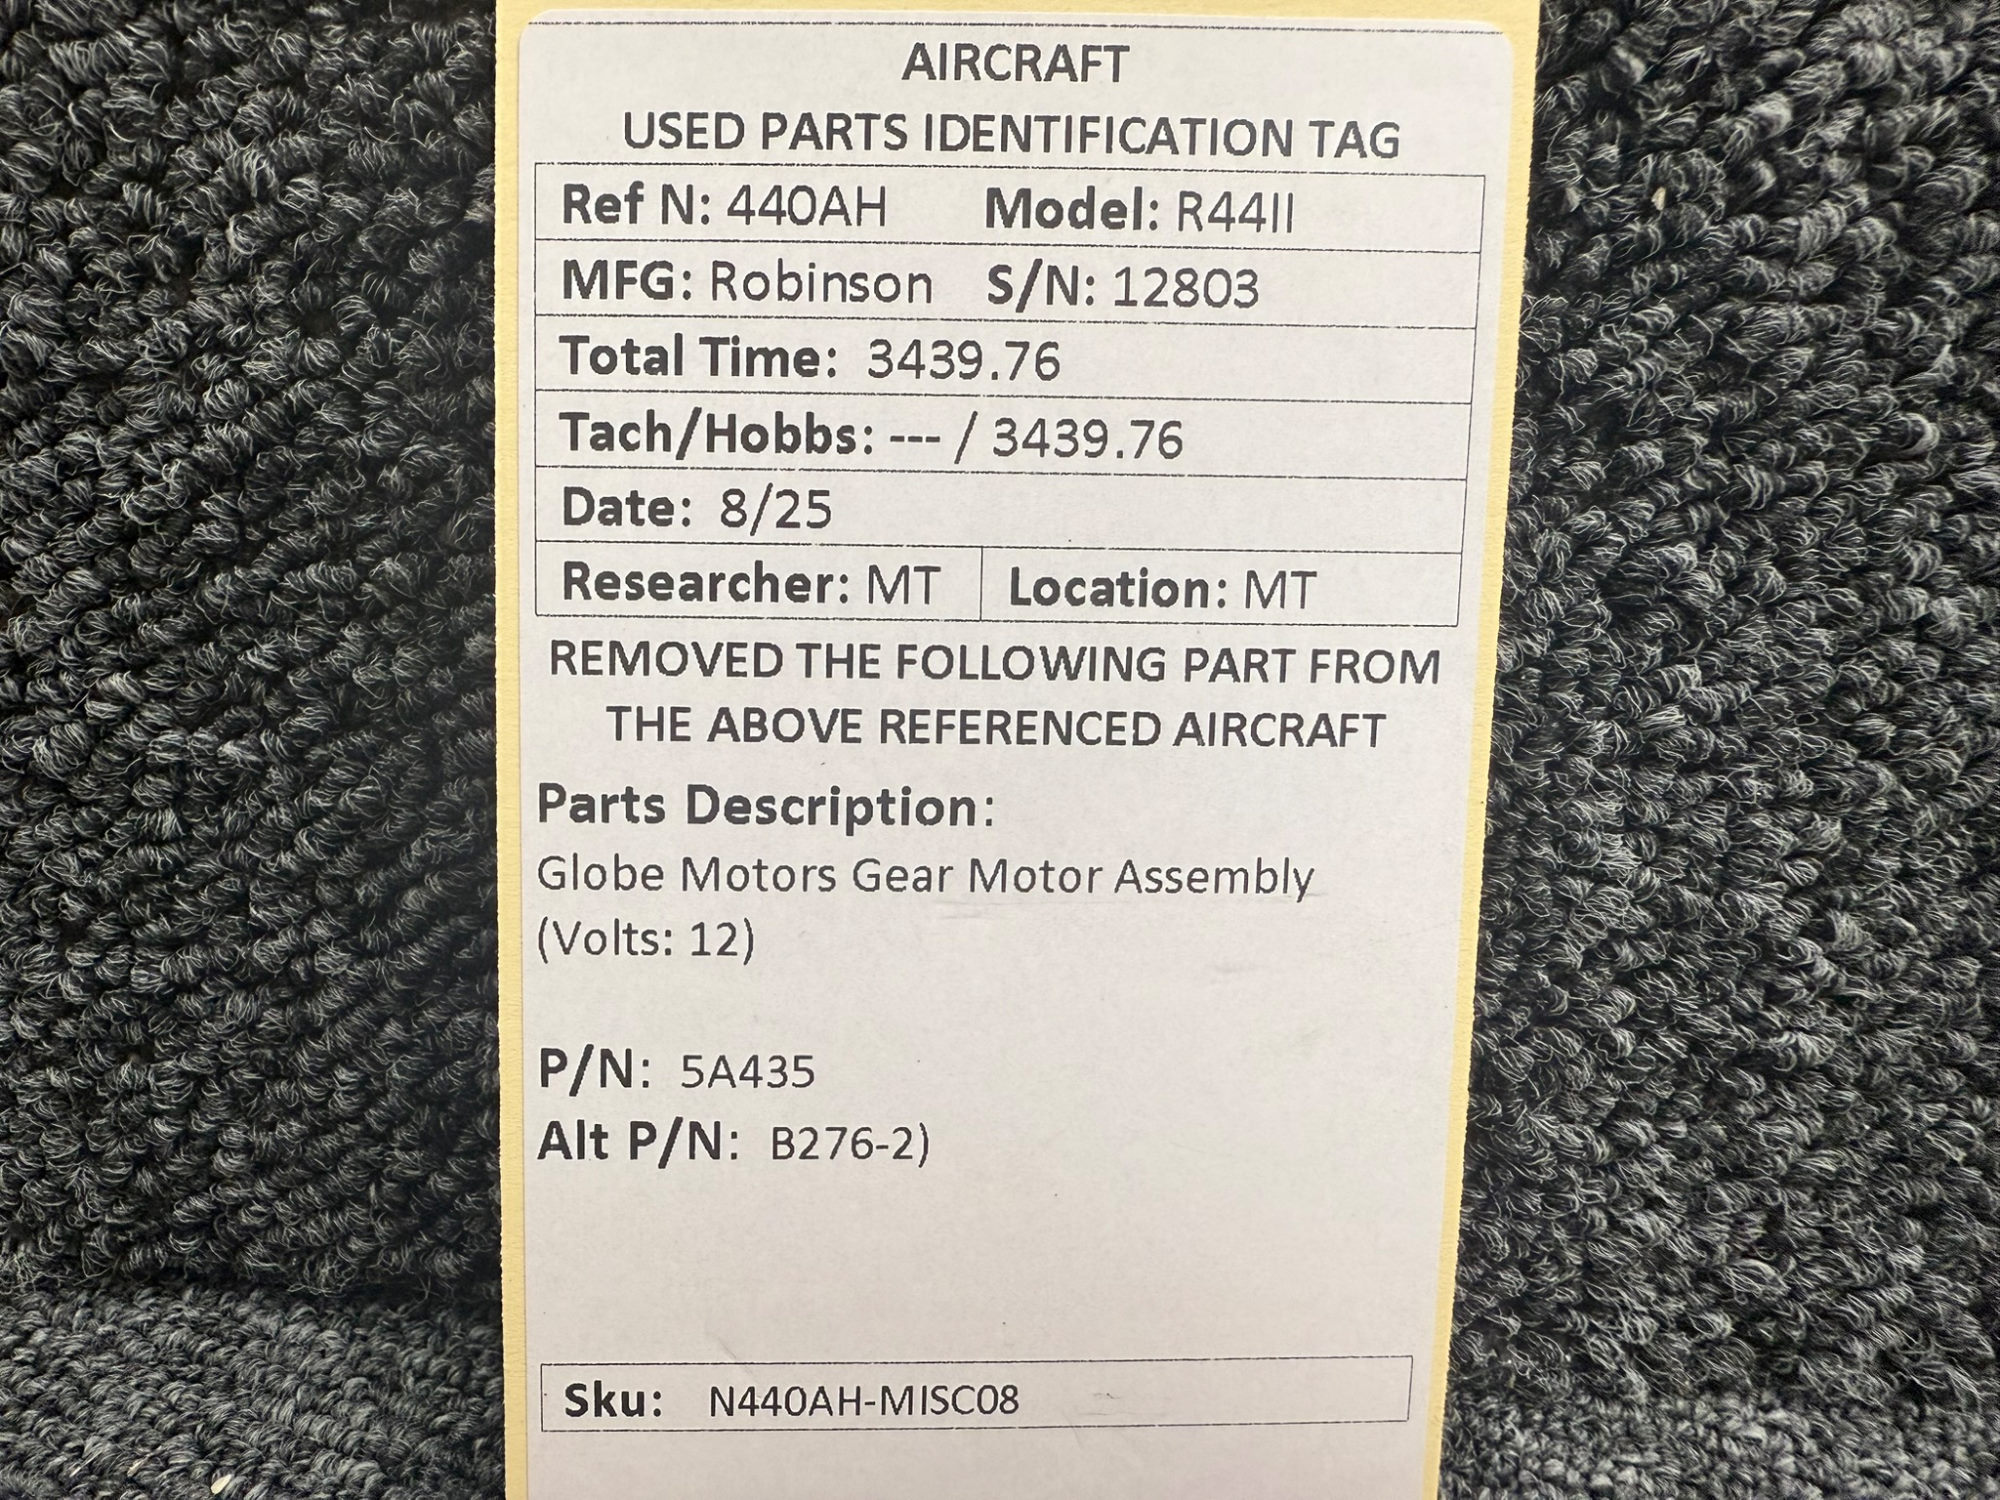 AIRCRAFT
USED PARTS IDENTIFICATION TAG
Ref N: 440AH Model: R44II
MFG: Robinson S/N: 12803
Total Time: 3439.76
Tach/Hobbs: --- / 3439.76
Date: 8/25
Researcher: MT Location: MT
REMOVED THE FOLLOWING PART FROM
THE ABOVE REFERENCED AIRCRAFT
Parts Description:
Globe Motors Gear Motor Assembly
(Volts: 12)
P/N: 5A435
Alt P/N: B276-2)
Sku: N440AH-MISC08